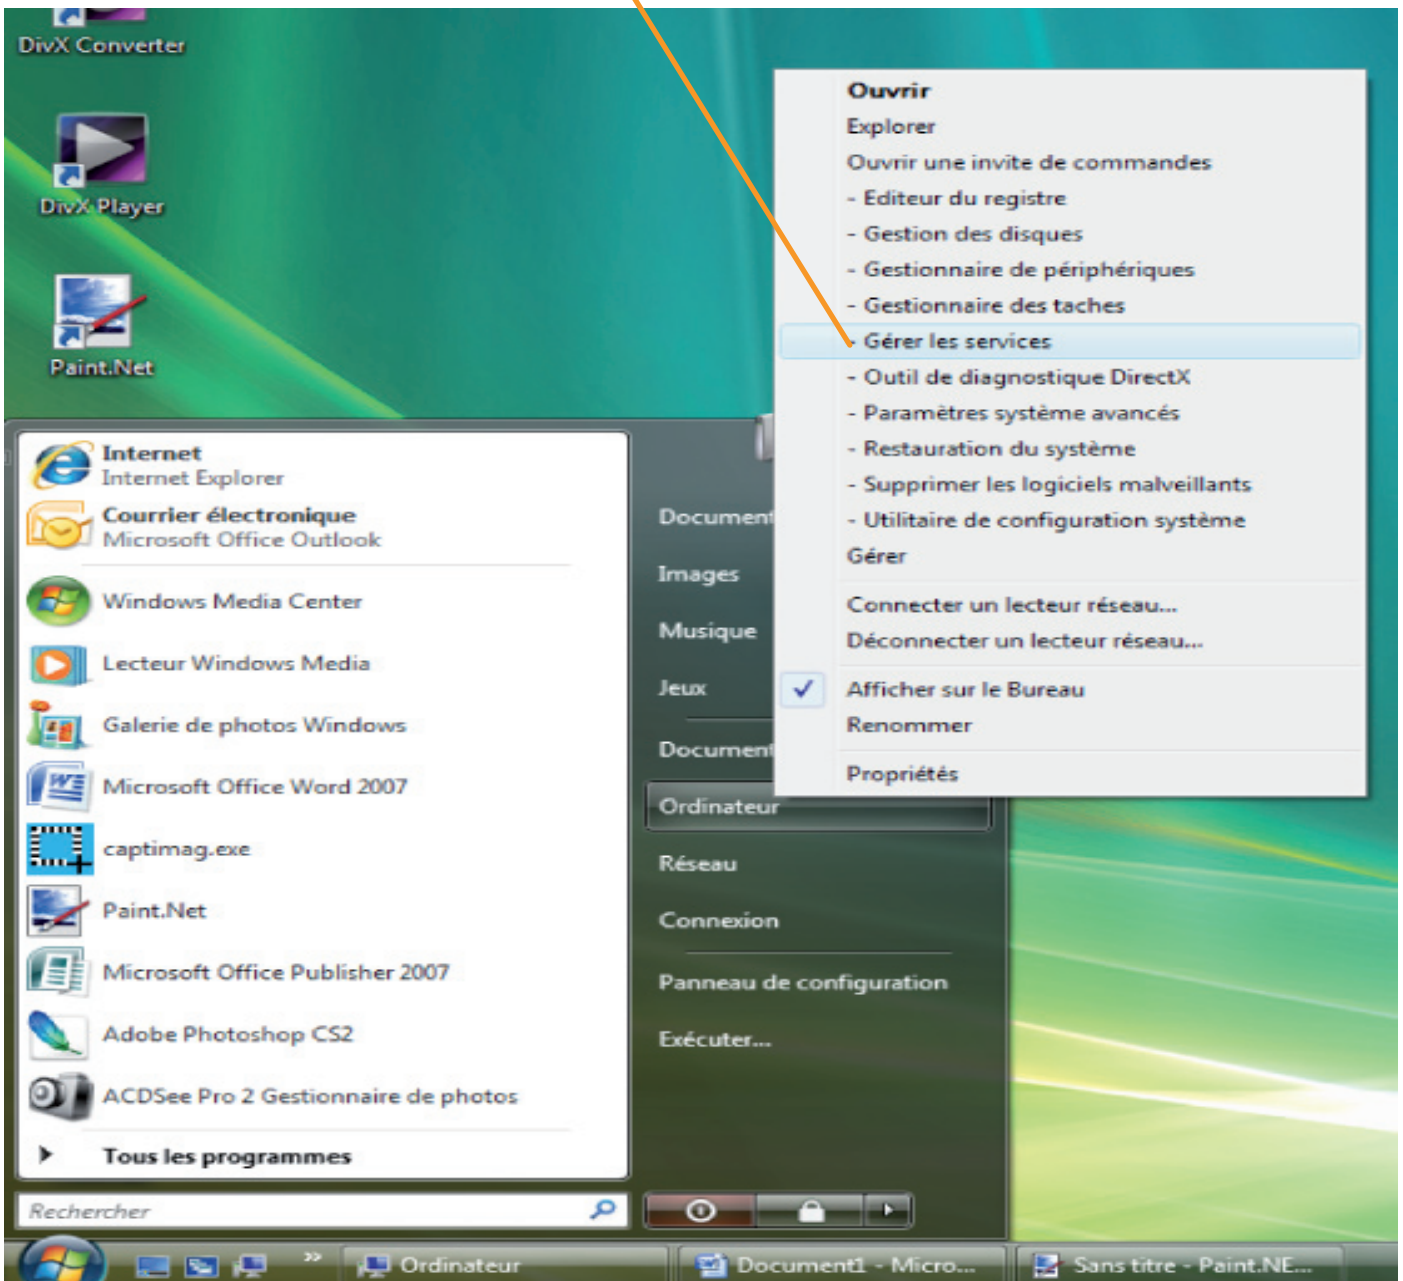 DivX Converter
DivX Player
Paint.Net
Ouvrir
Explorer
Ouvrir une invite de commandes
- Editeur du registre
- Gestion des disques
- Gestionnaire de périphériques
- Gestionnaire des taches
- Gérer les services
- Outil de diagnostique DirectX
- Paramètres système avancés
- Restauration du système
- Supprimer les logiciels malveillants
- Utilitaire de configuration système
Gérer
Connecter un lecteur réseau...
Déconnecter un lecteur réseau...
Afficher sur le Bureau
Renommer
Propriétés
Internet
Internet Explorer
Courrier électronique
Microsoft Office Outlook
Windows Media Center
Lecteur Windows Media
Galerie de photos Windows
Microsoft Office Word 2007
captimag.exe
Paint.Net
Microsoft Office Publisher 2007
Adobe Photoshop CS2
ACDSee Pro 2 Gestionnaire de photos
Tous les programmes
Rechercher
Document
Images
Musique
Jeux
Document
Ordinateur
Réseau
Connexion
Panneau de configuration
Exécuter...
Ordinateur
Document1 - Micro...
Sans titre - Paint.NE...